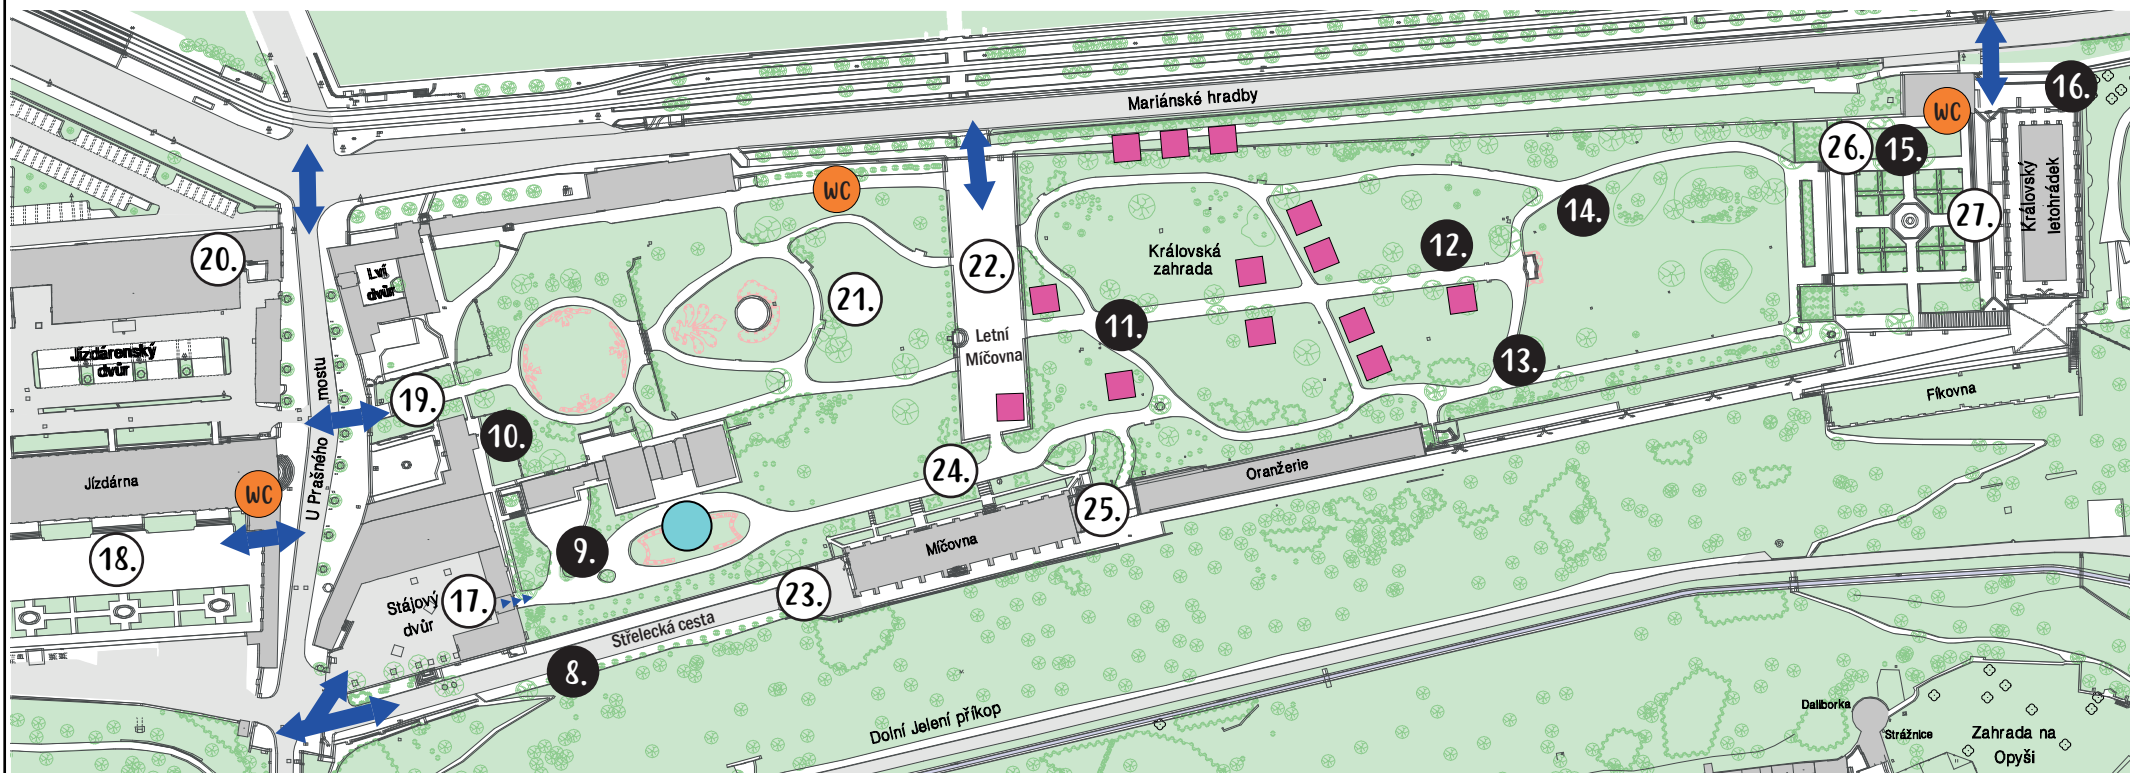 Mariánské hradby
16.
WC
26.
15.
Královský
letohrádek
WC
27.
14.
20.
Lví
dvůr
22.
Královská
zahrada
12.
21.
11.
Letní
Míčovna
13.
Jízdárenský
dvůr
U Prašného mostu
19.
10.
Fíkovna
24.
Oranžerie
Jízdárna
WC
25.
9.
Míčovna
18.
17.
Stájový
dvůr
23.
Střelecká cesta
8.
Dolní Jelení příkop
Daliborka
Strážnice
Zahrada na
Opyši